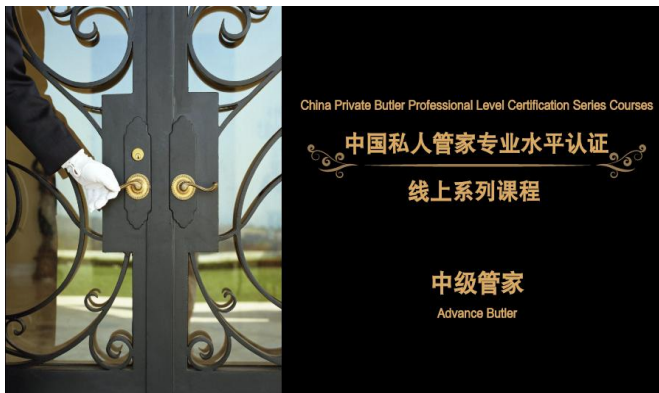 China Private Butler Professional Level Certification Series Courses
中国私人管家专业水平认证
线上系列课程
中级管家
Advance Butler